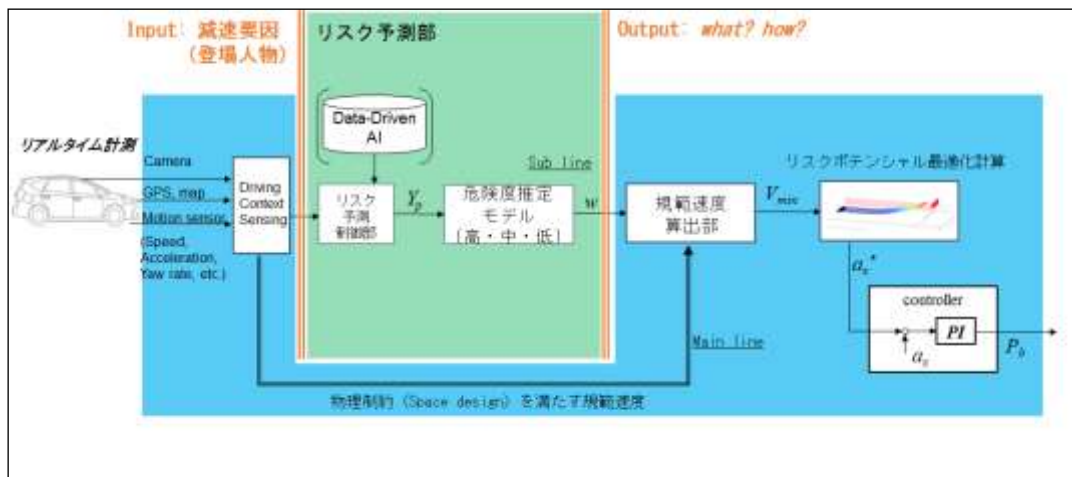 Input: 減速要因
(登場人物)
リスク予測部
Output: what? how?
リアルタイム計測
Camera
GPS, map
Motion sensor
(Speed,
Acceleration,
Yaw rate, etc.)
Driving
Context
Sensing
Data-Driven
AI
リスク
予測
制御部
Yp
Sub line
危険度推定
モデル
(高・中・低)
w
規範速度
算出部
Vmin
リスクポテンシャル最適化計算
ax*
controller
PI
ax
Pb
Main line
物理制約 (Space design) を満たす規範速度